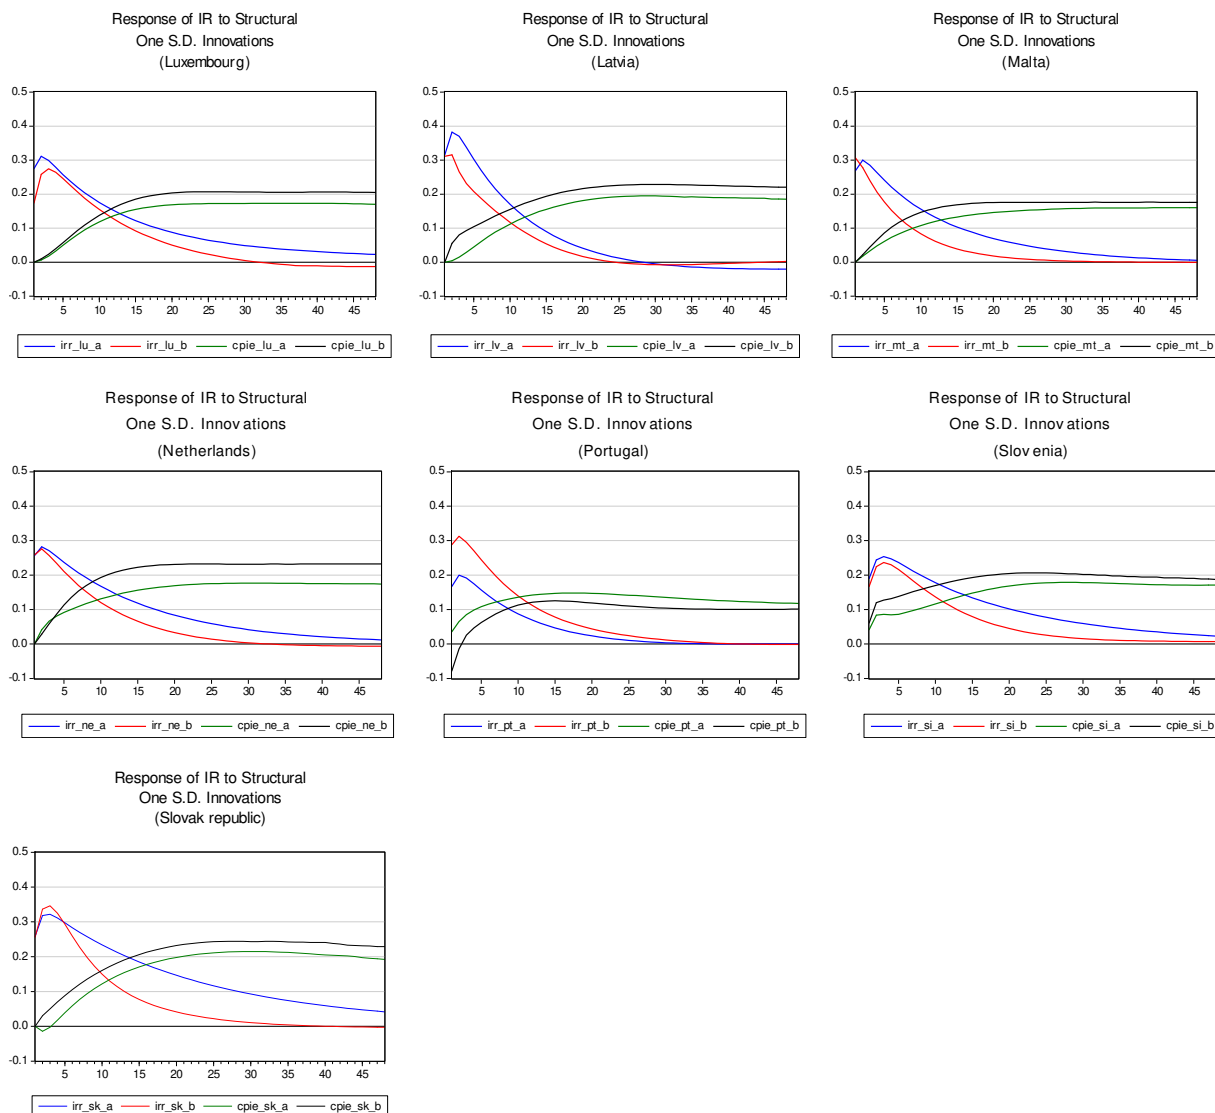 Response of IR to Structural
One S.D. Innovations
(Luxembourg)
0.5
0.4
0.3
0.2
0.1
0.0
-0.1
5 10 15 20 25 30 35 40 45
irr_lu_a irr_lu_b cpie_lu_a cpie_lu_b
Response of IR to Structural
One S.D. Innovations
(Latvia)
0.5
0.4
0.3
0.2
0.1
0.0
-0.1
5 10 15 20 25 30 35 40 45
irr_lv_a irr_lv_b cpie_lv_a cpie_lv_b
Response of IR to Structural
One S.D. Innovations
(Malta)
0.5
0.4
0.3
0.2
0.1
0.0
-0.1
5 10 15 20 25 30 35 40 45
irr_mt_a irr_mt_b cpie_mt_a cpie_mt_b
Response of IR to Structural
One S.D. Innovations
(Netherlands)
0.5
0.4
0.3
0.2
0.1
0.0
-0.1
5 10 15 20 25 30 35 40 45
irr_ne_a irr_ne_b cpie_ne_a cpie_ne_b
Response of IR to Structural
One S.D. Innovations
(Portugal)
0.5
0.4
0.3
0.2
0.1
0.0
-0.1
5 10 15 20 25 30 35 40 45
irr_pt_a irr_pt_b cpie_pt_a cpie_pt_b
Response of IR to Structural
One S.D. Innovations
(Slovenia)
0.5
0.4
0.3
0.2
0.1
0.0
-0.1
5 10 15 20 25 30 35 40 45
irr_si_a irr_si_b cpie_si_a cpie_si_b
Response of IR to Structural
One S.D. Innovations
(Slovak republic)
0.5
0.4
0.3
0.2
0.1
0.0
-0.1
5 10 15 20 25 30 35 40 45
irr_sk_a irr_sk_b cpie_sk_a cpie_sk_b